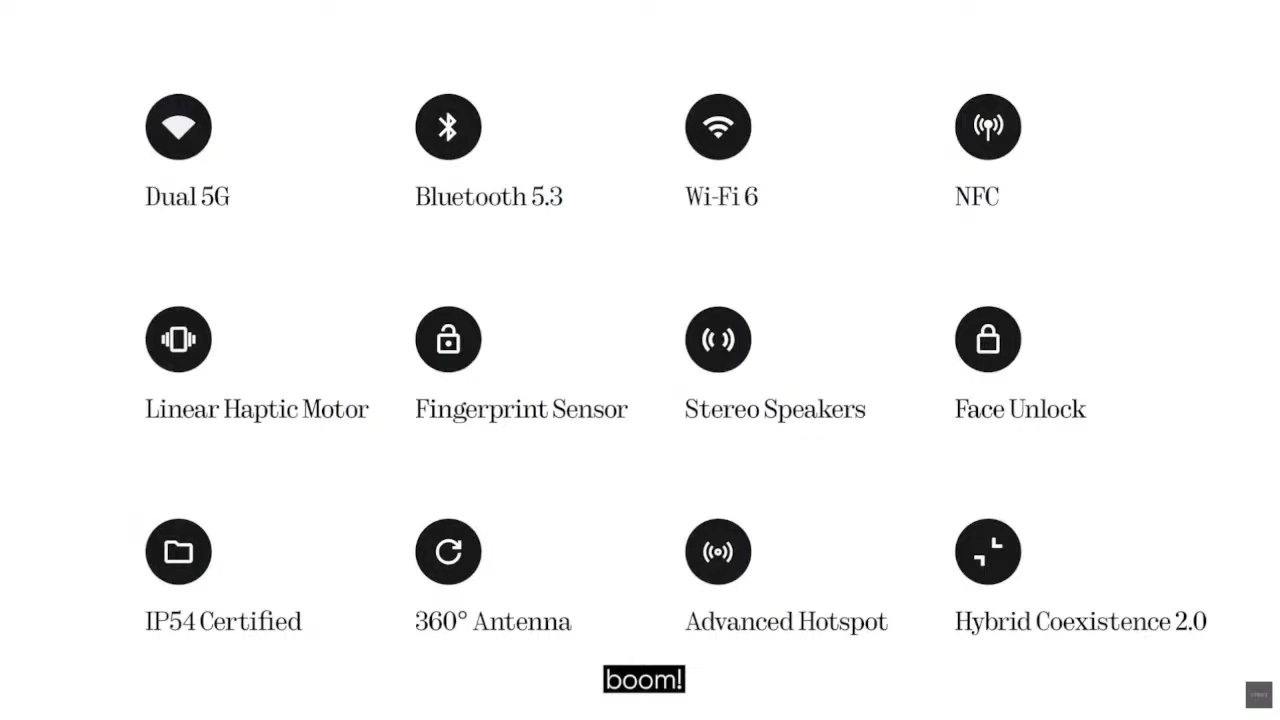 Dual 5G
Bluetooth 5.3
Wi-Fi 6
NFC
Linear Haptic Motor
Fingerprint Sensor
Stereo Speakers
Face Unlock
IP54 Certified
360° Antenna
Advanced Hotspot
Hybrid Coexistence 2.0
boom!